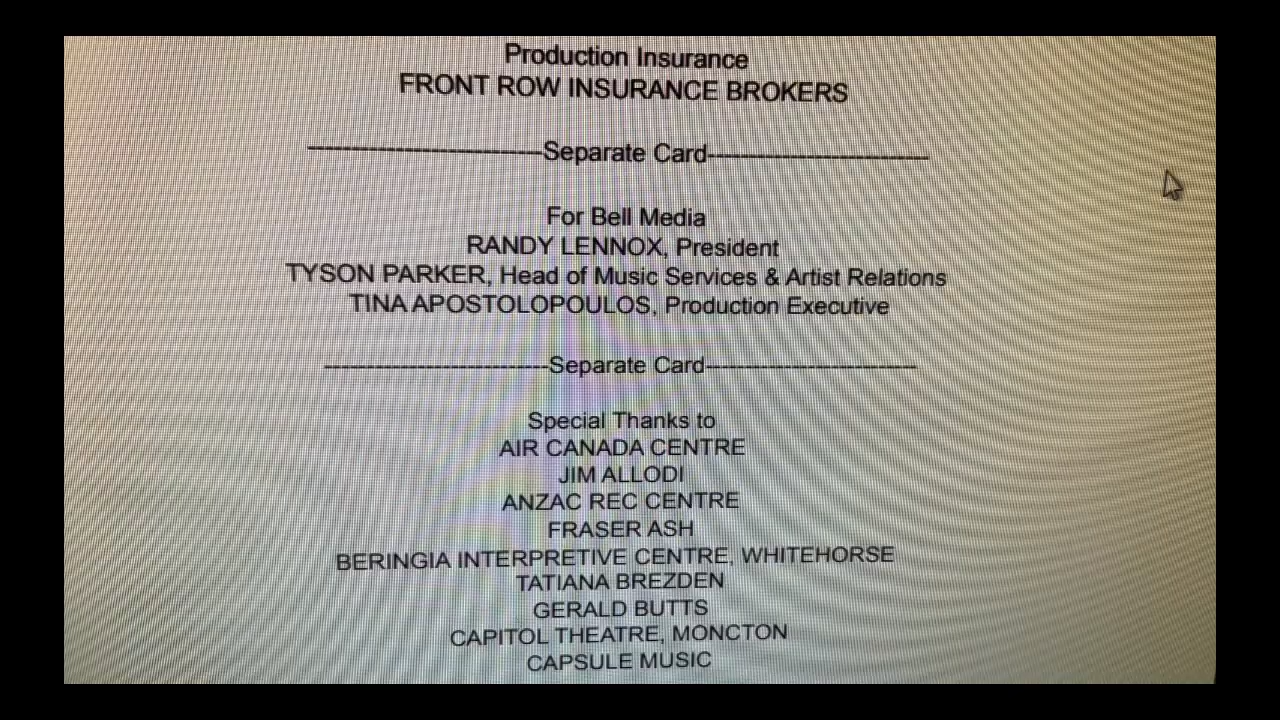 Production Insurance
FRONT ROW INSURANCE BROKERS
---------------------------Separate Card--------------------------
For Bell Media
RANDY LENNOX, President
TYSON PARKER, Head of Music Services & Artist Relations
TINA APOSTOLOPOULOS, Production Executive
---------------------------Separate Card--------------------------
Special Thanks to
AIR CANADA CENTRE
JIM ALLODI
ANZAC REC CENTRE
FRASER ASH
BERINGIA INTERPRETIVE CENTRE, WHITEHORSE
TATIANA BREZDEN
GERALD BUTTS
CAPITOL THEATRE, MONCTON
CAPSULE MUSIC